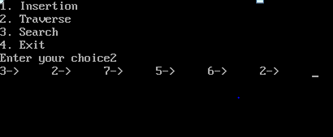 1. Insertion
2. Traverse
3. Search
4. Exit
Enter your choice2
3-> 2-> 7-> 5-> 6-> 2->